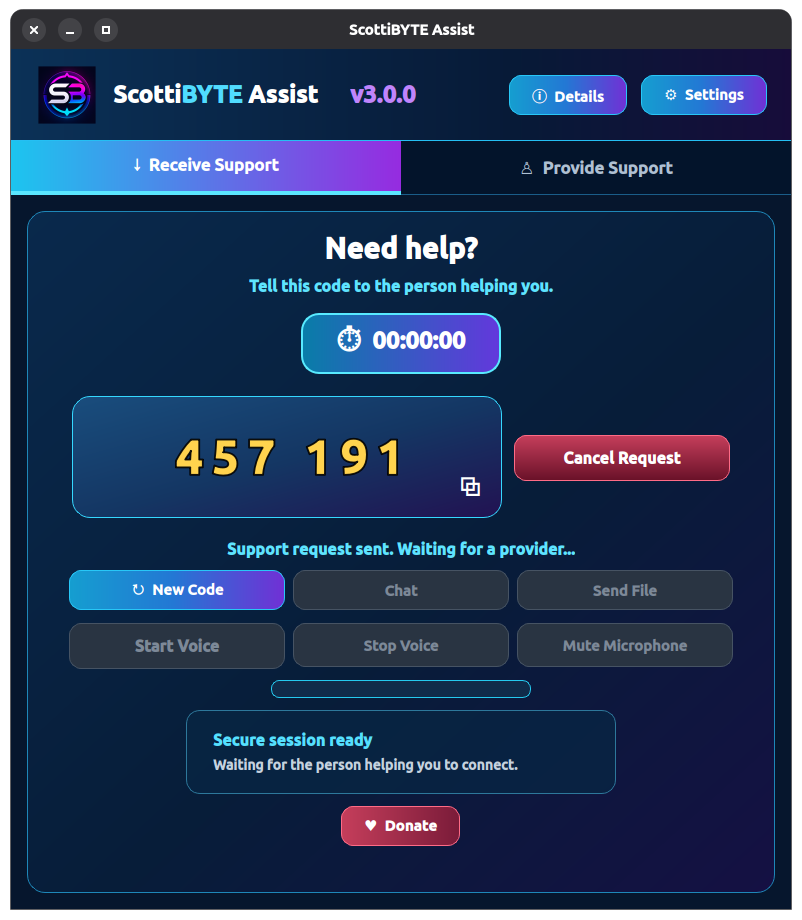 ScottiBYTE Assist
SB
ScottiBYTE Assist v3.0.0
Details
Settings
↓ Receive Support
Provide Support
Need help?
Tell this code to the person helping you.
00:00:00
457 191
Cancel Request
Support request sent. Waiting for a provider...
↻ New Code
Chat
Send File
Start Voice
Stop Voice
Mute Microphone
Secure session ready
Waiting for the person helping you to connect.
♥ Donate